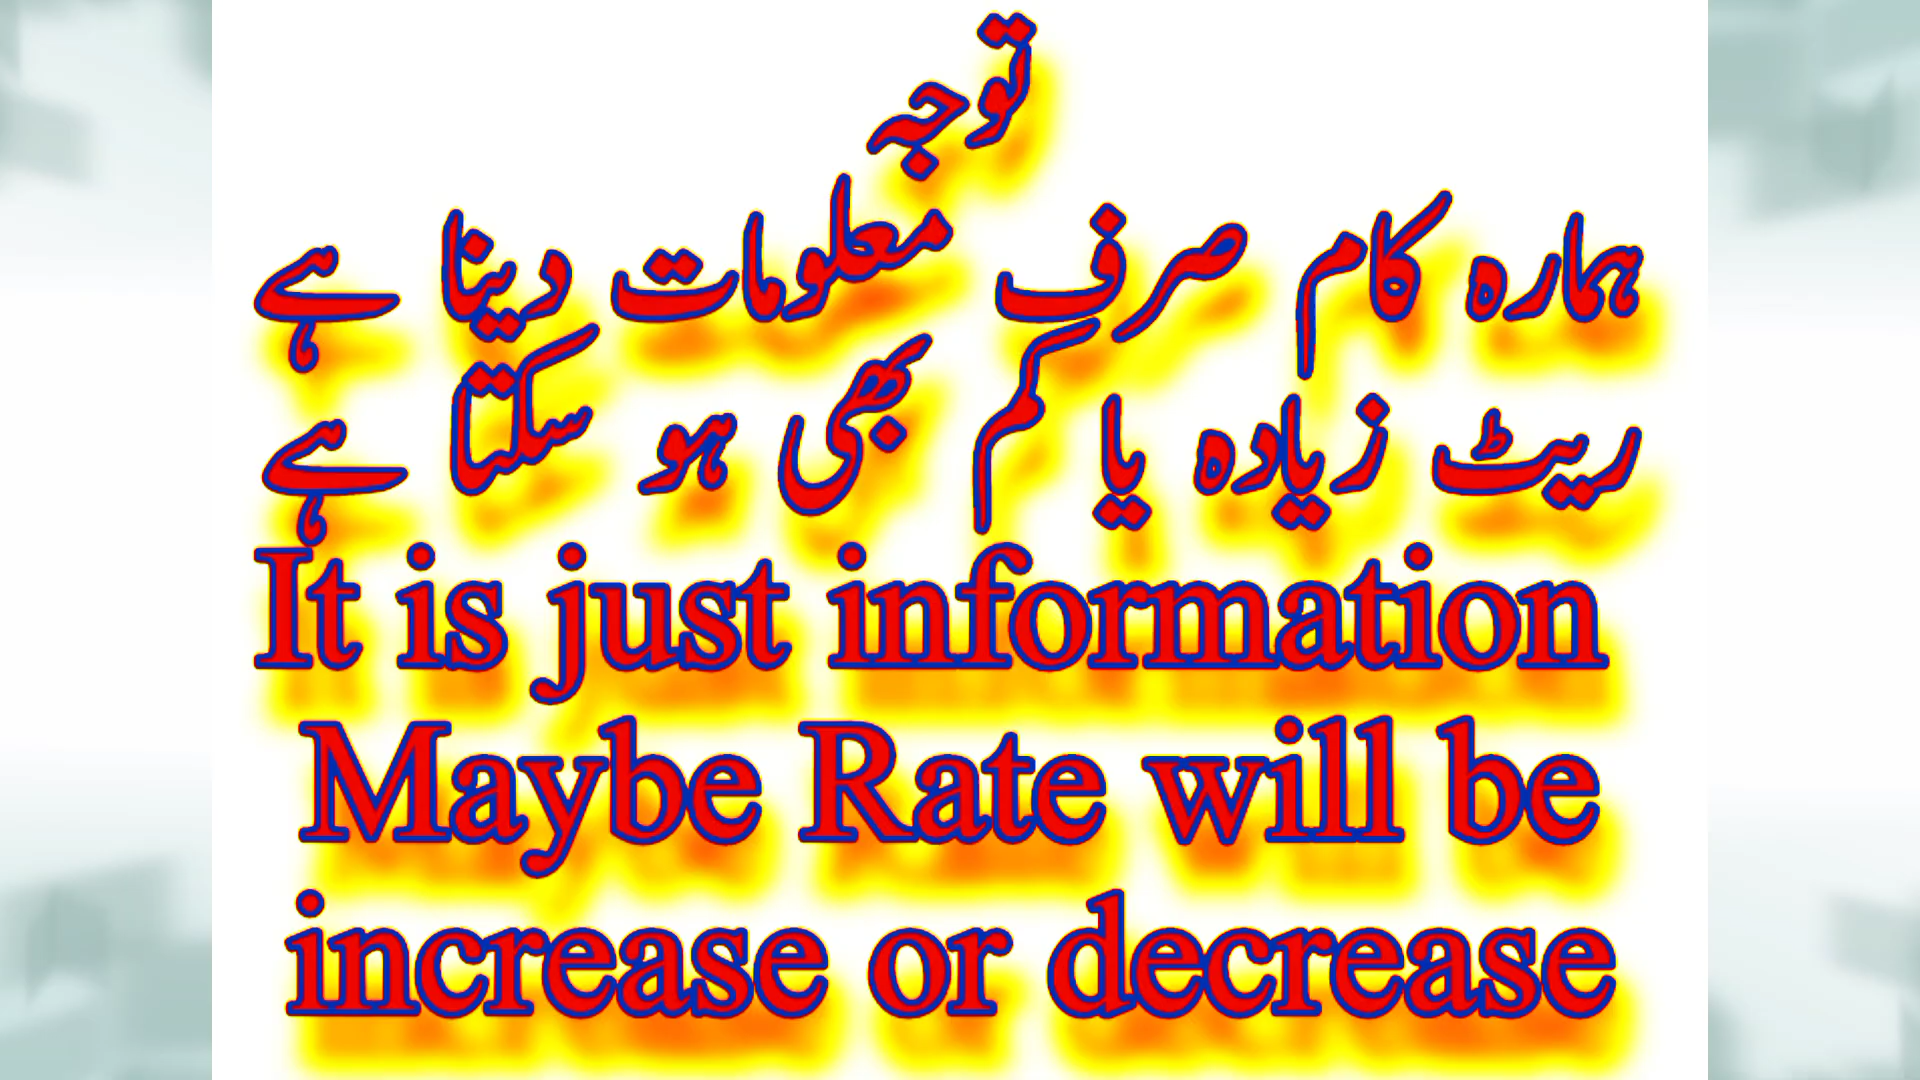 توجہ
ہمارہ کام صرف معلومات دینا ہے
ریٹ زیادہ یا کم بھی ہو سکتا ہے
It is just information
Maybe Rate will be
increase or decrease